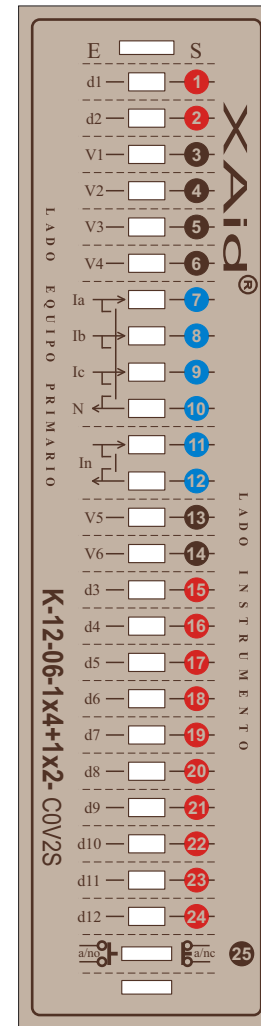 E S
d1 1
d2 2
V1 3
V2 4
V3 5
V4 6
Ia 7
Ib 8
Ic 9
N 10
11
In
12
V5 13
V6 14
d3 15
d4 16
d5 17
d6 18
d7 19
d8 20
d9 21
d10 22
d11 23
d12 24
a/no a/nc 25
XAid®
LADO EQUIPO PRIMARIO
LADO INSTRUMENTO
K-12-06-1x4+1x2- C0V2S